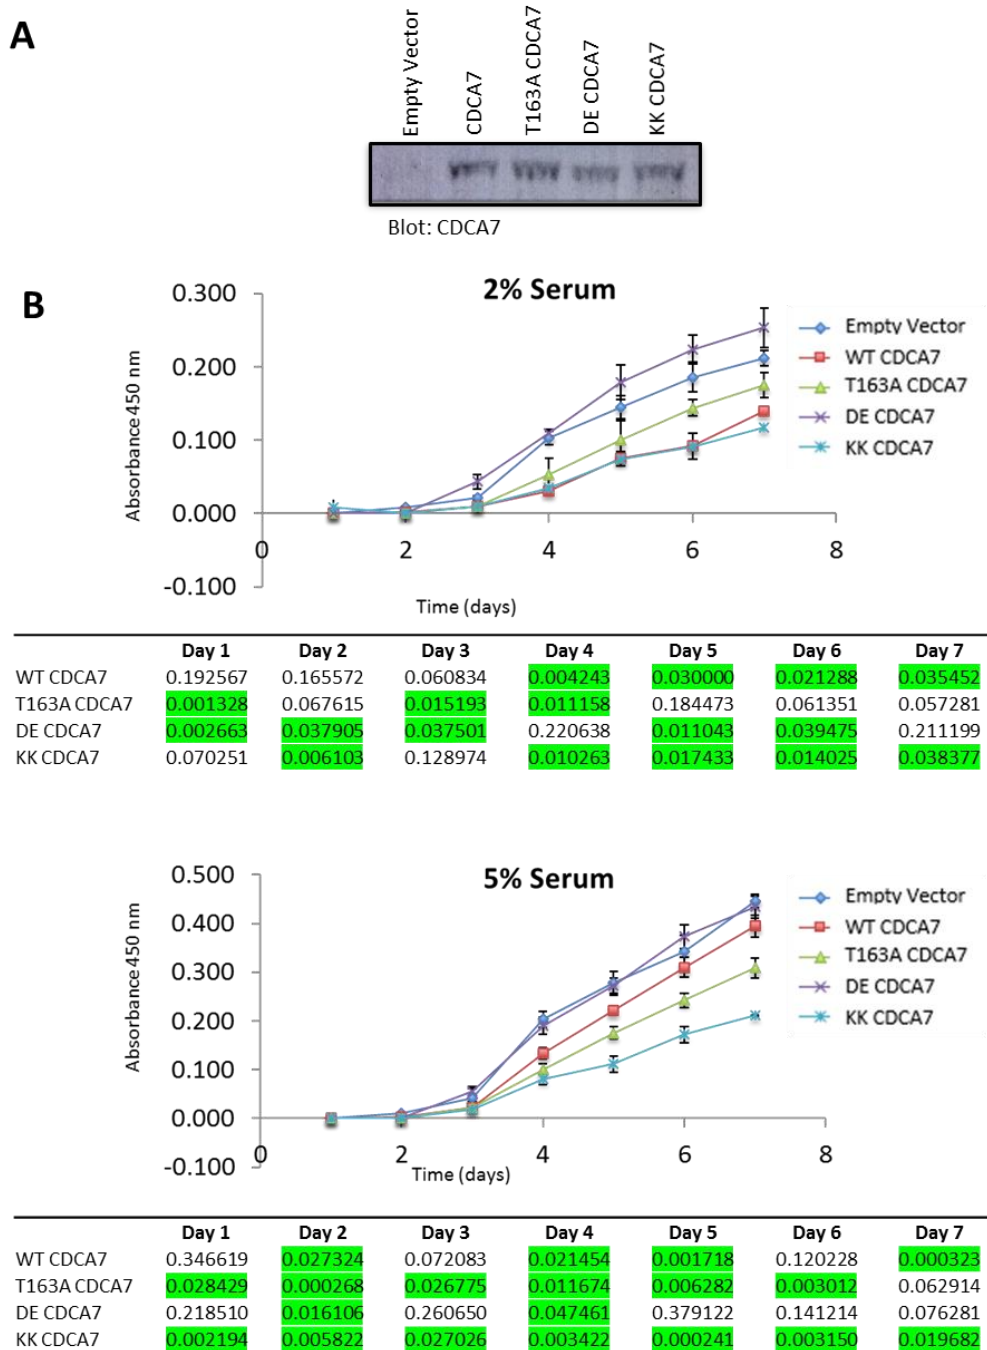 A
Empty Vector
CDCA7
T163A CDCA7
DE CDCA7
KK CDCA7
Blot: CDCA7
B
2% Serum
0.300
0.200
0.100
0.000
-0.100
Absorbance450 nm
0 2 4 6 8
Time (days)
Empty Vector
WT CDCA7
T163A CDCA7
DE CDCA7
KK CDCA7
Day 1 Day 2 Day 3 Day 4 Day 5 Day 6 Day 7
WT CDCA7 0.192567 0.165572 0.060834 0.004243 0.030000 0.021288 0.035452
T163A CDCA7 0.001328 0.067615 0.015193 0.011158 0.184473 0.061351 0.057281
DE CDCA7 0.002663 0.037905 0.037501 0.220638 0.011043 0.039475 0.211199
KK CDCA7 0.070251 0.006103 0.128974 0.010263 0.017433 0.014025 0.038377
5% Serum
0.500
0.400
0.300
0.200
0.100
0.000
-0.100
Absorbance450 nm
0 2 4 6 8
Time (days)
Empty Vector
WT CDCA7
T163A CDCA7
DE CDCA7
KK CDCA7
Day 1 Day 2 Day 3 Day 4 Day 5 Day 6 Day 7
WT CDCA7 0.346619 0.027324 0.072083 0.021454 0.001718 0.120228 0.000323
T163A CDCA7 0.028429 0.000268 0.026775 0.011674 0.006282 0.003012 0.062914
DE CDCA7 0.218510 0.016106 0.260650 0.047461 0.379122 0.141214 0.076281
KK CDCA7 0.002194 0.005822 0.027026 0.003422 0.000241 0.003150 0.019682